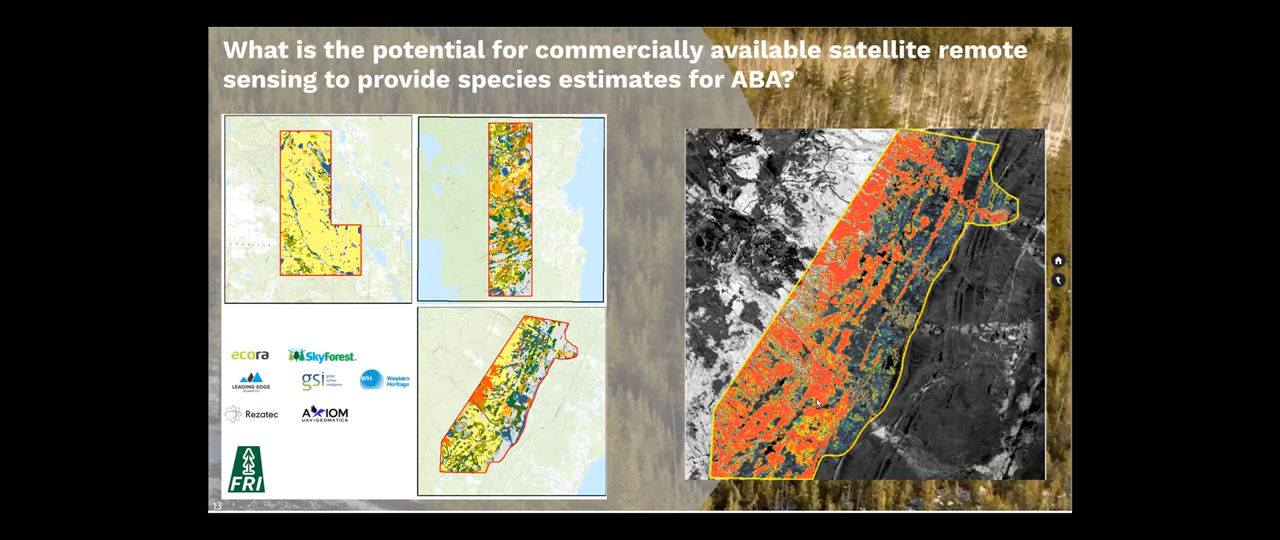 What is the potential for commercially available satellite remote
sensing to provide species estimates for ABA?
ecora
SkyForest
LEADING EDGE
gsi
Western
Heritage
WH
Rezatec
AXIOM
UAV+GEOMATICS
FRI
13